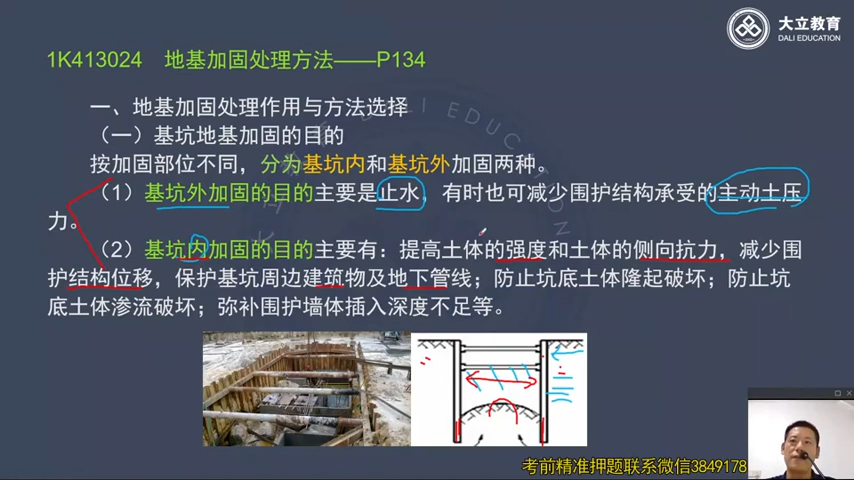 大立教育
DALI EDUCATION
1K413024 地基加固处理方法——P134
一、地基加固处理作用与方法选择
（一）基坑地基加固的目的
按加固部位不同，分为基坑内和基坑外加固两种。
（1）基坑外加固的目的主要是止水，有时也可减少围护结构承受的主动土压
力。
（2）基坑内加固的目的主要有：提高土体的强度和土体的侧向抗力，减少围
护结构位移，保护基坑周边建筑物及地下管线；防止坑底土体隆起破坏；防止坑
底土体渗流破坏；弥补围护墙体插入深度不足等。
考前精准押题联系微信3849178